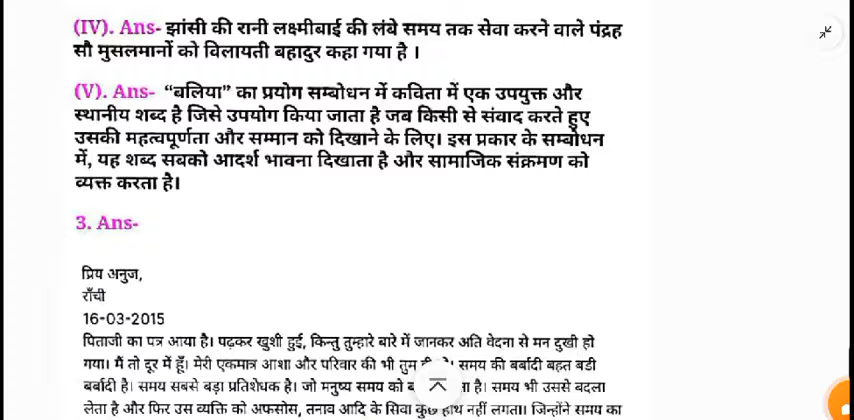 (IV). Ans- झांसी की रानी लक्ष्मीबाई की लंबे समय तक सेवा करने वाले पंद्रह
सौ मुसलमानों को विलायती बहादुर कहा गया है ।
(V). Ans- “बलिया” का प्रयोग सम्बोधन में कविता में एक उपयुक्त और
स्थानीय शब्द है जिसे उपयोग किया जाता है जब किसी से संवाद करते हुए
उसकी महत्वपूर्णता और सम्मान को दिखाने के लिए। इस प्रकार के सम्बोधन
में, यह शब्द सबको आदर्श भावना दिखाता है और सामाजिक संक्रमण को
व्यक्त करता है।
3. Ans-
प्रिय अनुज,
राँची
16-03-2015
पिताजी का पत्र आया है। पढ़कर खुशी हुई, किन्तु तुम्हारे बारे में जानकर अति वेदना से मन दुखी हो
गया। मैं तो दूर में हूँ। मेरी एकमात्र आशा और परिवार की भी तुम समय की बर्बादी बहुत बडी
बर्बादी है। समय सबसे बड़ा प्रतिशेधक है। जो मनुष्य समय को है। समय भी उससे बदला
लेता है और फिर उस व्यक्ति को अफसोस, तनाव आदि के सिवा कुछ हाथ नहीं लगता। जिन्होंने समय का